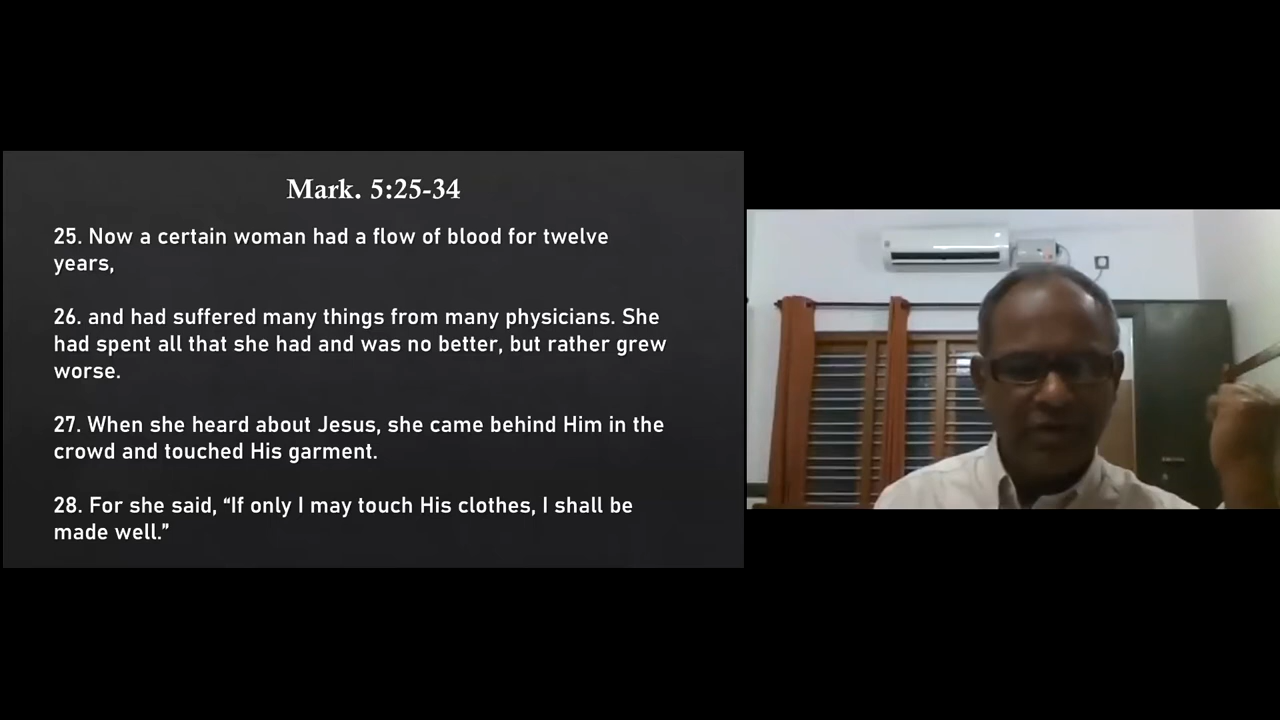 Mark. 5:25-34
25. Now a certain woman had a flow of blood for twelve
years,
26. and had suffered many things from many physicians. She
had spent all that she had and was no better, but rather grew
worse.
27. When she heard about Jesus, she came behind Him in the
crowd and touched His garment.
28. For she said, “If only I may touch His clothes, I shall be
made well.”